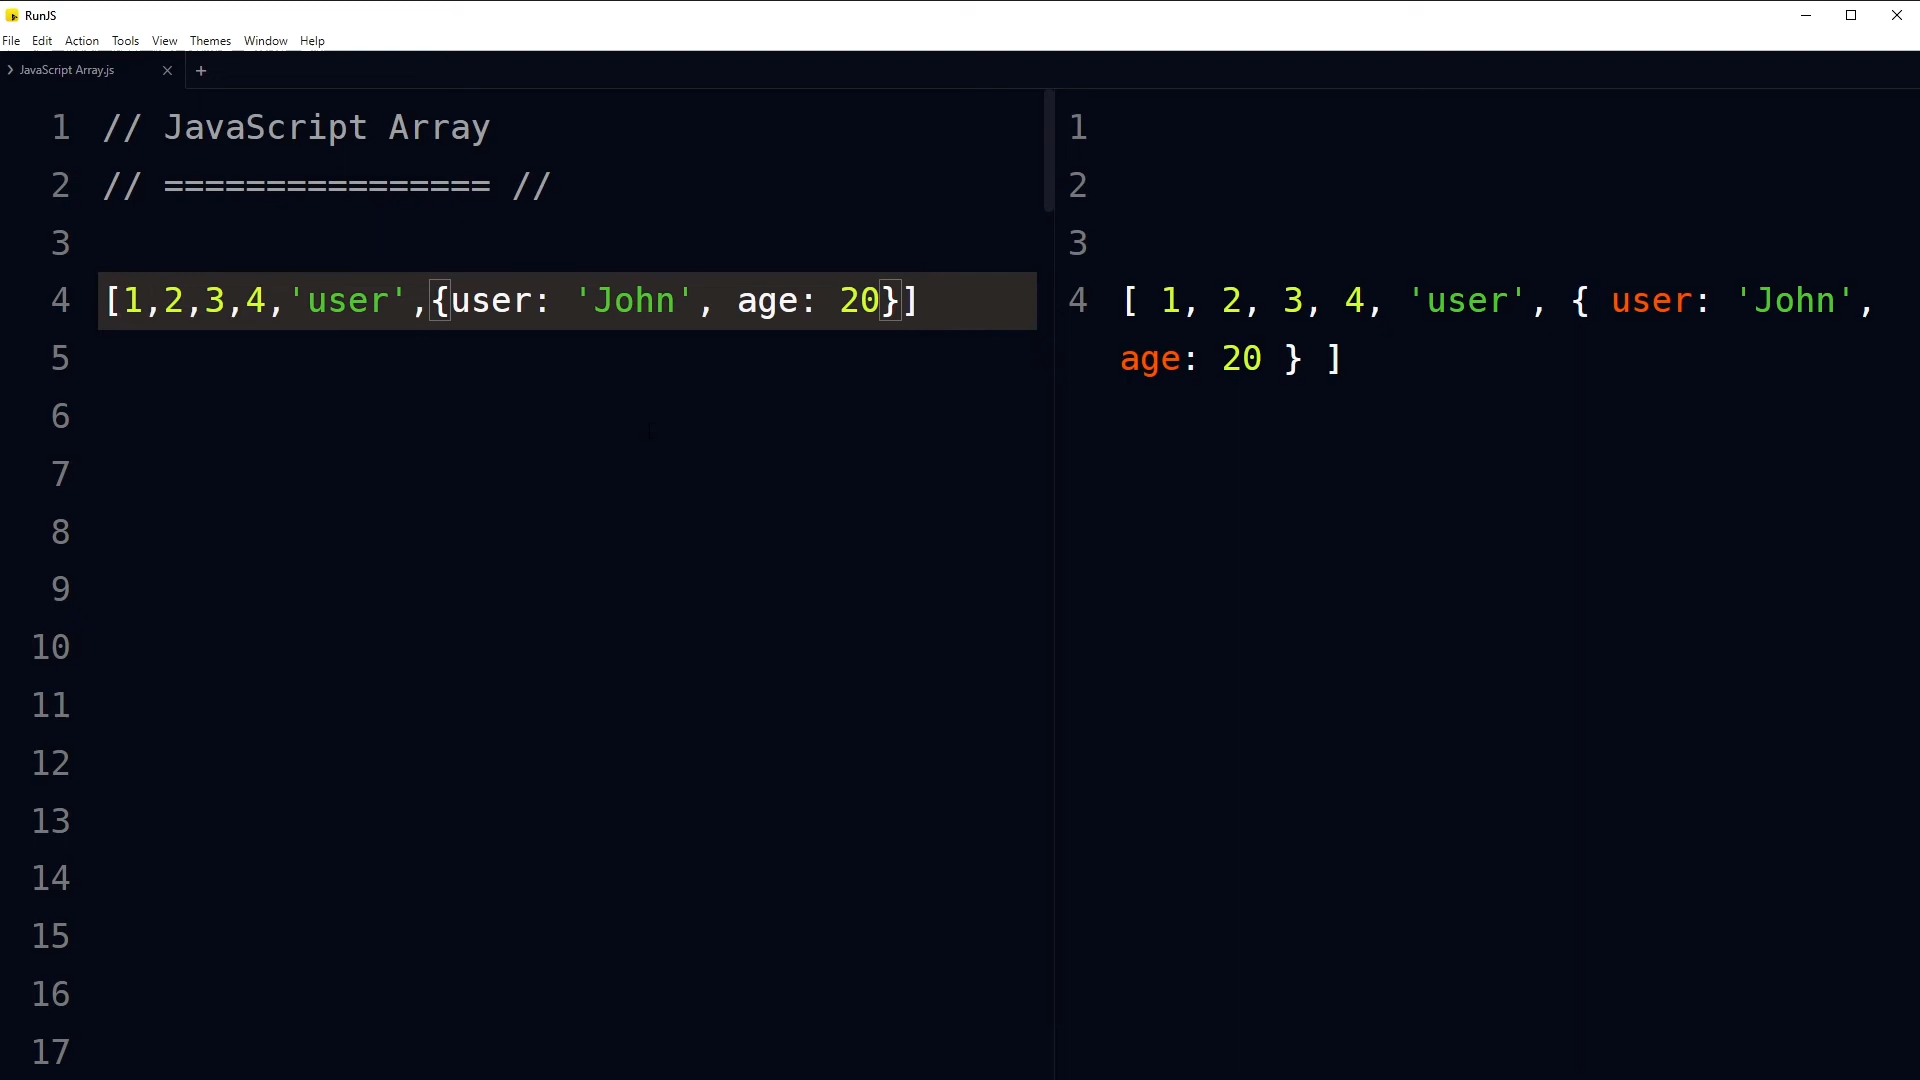 RunJS
File Edit Action Tools View Themes Window Help
JavaScript Array.js
1 // JavaScript Array
2 // ================ //
3
4 [1,2,3,4,'user',{user: 'John', age: 20}]
5
6
7
8
9
10
11
12
13
14
15
16
17
1
2
3
4 [ 1, 2, 3, 4, 'user', { user: 'John',
age: 20 } ]